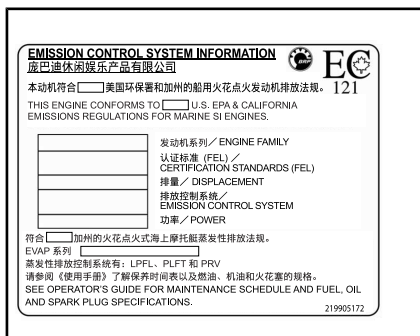 EMISSION CONTROL SYSTEM INFORMATION
庞巴迪休闲娱乐产品有限公司
BRP
EC
121
本动机符合 美国环保署和加州的船用火花点火发动机排放法规。
THIS ENGINE CONFORMS TO U.S. EPA & CALIFORNIA
EMISSIONS REGULATIONS FOR MARINE SI ENGINES.
发动机系列／ENGINE FAMILY
认证标准 (FEL)／
CERTIFICATION STANDARDS (FEL)
排量／DISPLACEMENT
排放控制系统／
EMISSION CONTROL SYSTEM
功率／POWER
符合 加州的火花点火式海上摩托艇蒸发性排放法规。
EVAP 系列
蒸发性排放控制系统有：LPFL、PLFT 和 PRV
请参阅《使用手册》了解保养时间表以及燃油、机油和火花塞的规格。
SEE OPERATOR'S GUIDE FOR MAINTENANCE SCHEDULE AND FUEL, OIL
AND SPARK PLUG SPECIFICATIONS.
219905172